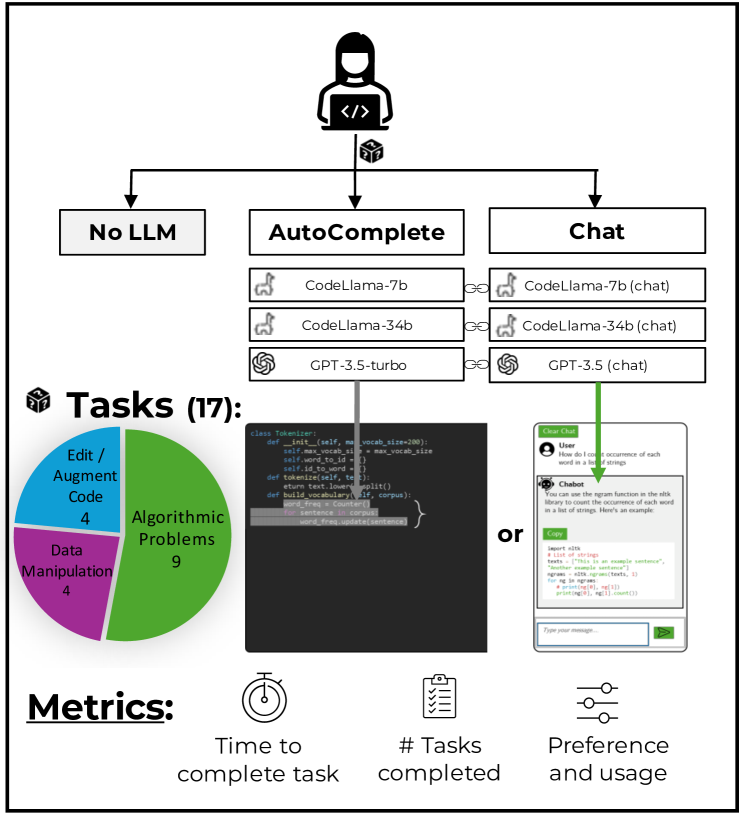 </>
No LLM
AutoComplete
Chat
CodeLlama-7b
CodeLlama-7b (chat)
CodeLlama-34b
CodeLlama-34b (chat)
GPT-3.5-turbo
GPT-3.5 (chat)
Tasks (17):
Edit /
Augment
Code
4
Algorithmic
Problems
9
Data
Manipulation
4
class Tokenizer:
def __init__(self, max_vocab_size=200):
self.max_vocab_size = max_vocab_size
self.word_to_id = {}
self.id_to_word = {}
def tokenize(self, text):
eturn text.lower().split()
def build_vocabulary(self, corpus):
word_freq = Counter()
for sentence in corpus:
word_freq.update(sentence)
or
Clear Chat
User
How do I count occurrence of each
word in a list of strings
Chabot
You can use the ngram function in the nltk
library to count the occurrence of each word
in a list of strings. Here's an example:
Copy
import nltk
# List of strings
texts = ["This is an example sentence",
"Another example sentence"]
ngrams = nltk.ngrams(texts, 1)
for ng in ngrams:
# print(ng[0], ng[1])
print(ng[0], ng[1].count())
Type your message...
Metrics:
Time to
complete task
# Tasks
completed
Preference
and usage